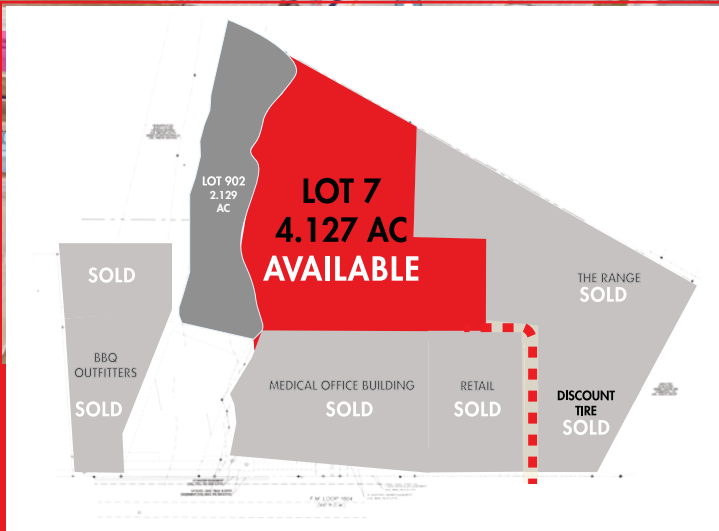 LOT 902
2.129
AC
LOT 7
4.127 AC
AVAILABLE
SOLD
THE RANGE
SOLD
BBQ
OUTFITTERS
SOLD
MEDICAL OFFICE BUILDING
SOLD
RETAIL
SOLD
DISCOUNT
TIRE
SOLD
F.M. LOOP 1604